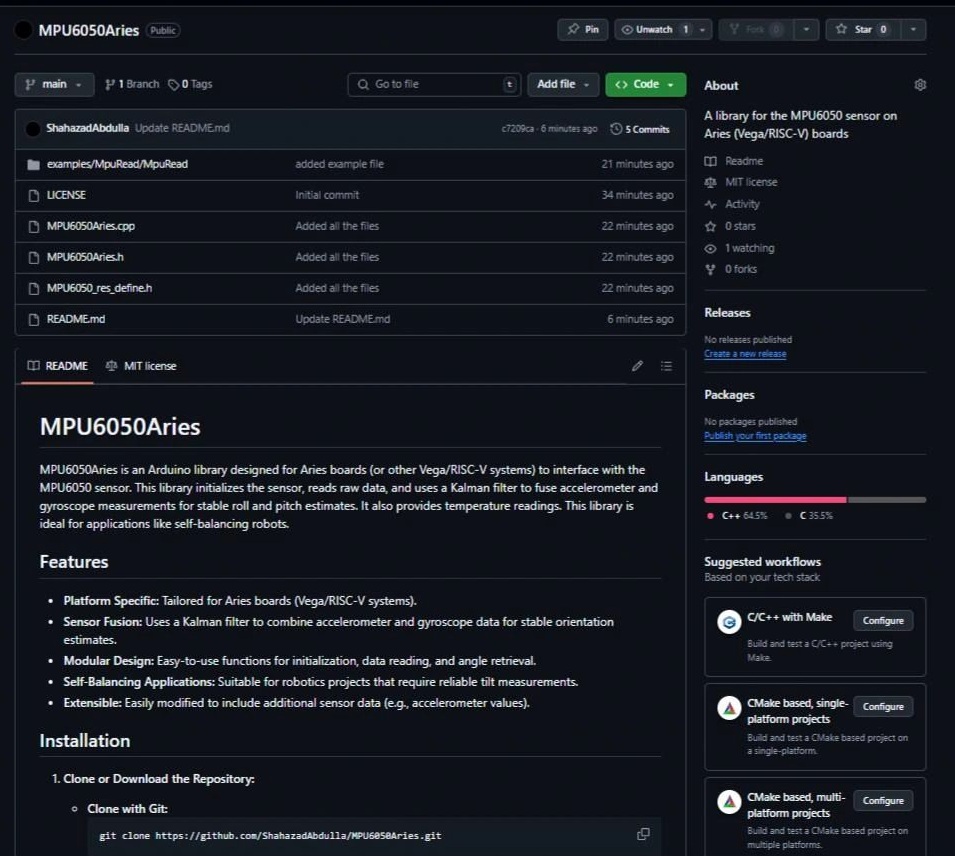 MPU6050Aries Public
Pin
Unwatch 1
Fork 0
Star 0
main
1 Branch
0 Tags
Go to file
t
Add file
Code
ShahazadAbdulla Update README.md
c7209ca · 6 minutes ago
5 Commits
examples/MpuRead/MpuRead added example file 21 minutes ago
LICENSE Initial commit 34 minutes ago
MPU6050Aries.cpp Added all the files 22 minutes ago
MPU6050Aries.h Added all the files 22 minutes ago
MPU6050_res_define.h Added all the files 22 minutes ago
README.md Update README.md 6 minutes ago
README
MIT license
MPU6050Aries
MPU6050Aries is an Arduino library designed for Aries boards (or other Vega/RISC-V systems) to interface with the
MPU6050 sensor. This library initializes the sensor, reads raw data, and uses a Kalman filter to fuse accelerometer and
gyroscope measurements for stable roll and pitch estimates. It also provides temperature readings. This library is
ideal for applications like self-balancing robots.
Features
• Platform Specific: Tailored for Aries boards (Vega/RISC-V systems).
• Sensor Fusion: Uses a Kalman filter to combine accelerometer and gyroscope data for stable orientation
estimates.
• Modular Design: Easy-to-use functions for initialization, data reading, and angle retrieval.
• Self-Balancing Applications: Suitable for robotics projects that require reliable tilt measurements.
• Extensible: Easily modified to include additional sensor data (e.g., accelerometer values).
Installation
1. Clone or Download the Repository:
Clone with Git:
git clone https://github.com/ShahazadAbdulla/MPU6050Aries.git
About
A library for the MPU6050 sensor on
Aries (Vega/RISC-V) boards
Readme
MIT license
Activity
0 stars
1 watching
0 forks
Releases
No releases published
Create a new release
Packages
No packages published
Publish your first package
Languages
C++ 64.5%
C 35.5%
Suggested workflows
Based on your tech stack
C/C++ with Make
Configure
Build and test a C/C++ project using
Make.
CMake based, single-
platform projects
Configure
Build and test a CMake based project on
a single-platform.
CMake based, multi-
platform projects
Configure
Build and test a CMake based project on
multiple platforms.